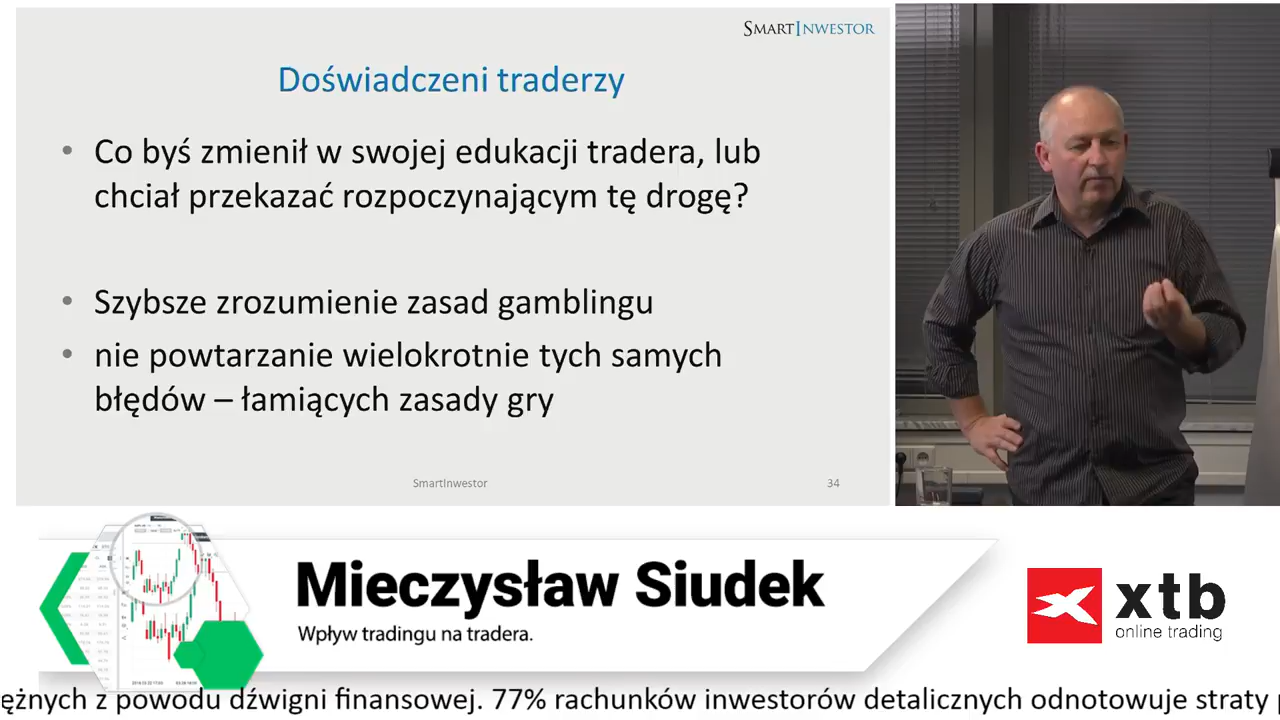 SMARTINWESTOR
Doświadczeni traderzy
• Co byś zmienił w swojej edukacji tradera, lub
chciał przekazać rozpoczynającym tę drogę?
• Szybsze zrozumienie zasad gamblingu
• nie powtarzanie wielokrotnie tych samych
błędów – łamiących zasady gry
SmartInwestor
34
Mieczysław Siudek
Wpływ tradingu na tradera.
xtb
online trading
ężnych z powodu dźwigni finansowej. 77% rachunków inwestorów detalicznych odnotowuje straty